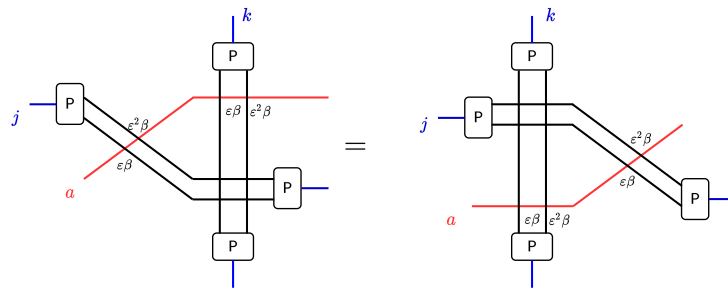 k k
P P
P P
j εβ ε²β j ε²β
ε²β =
εβ εβ
a P P
a εβ ε²β
P P